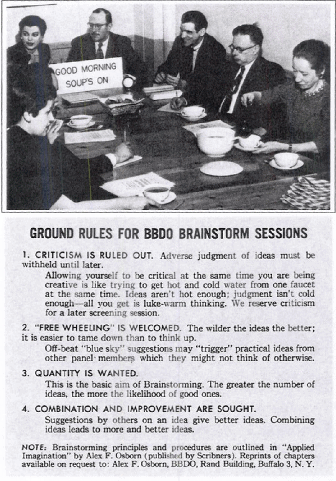 GOOD MORNING
SOUP'S ON
GROUND RULES FOR BBDO BRAINSTORM SESSIONS
1. CRITICISM IS RULED OUT. Adverse judgment of ideas must be
withheld until later.
Allowing yourself to be critical at the same time you are being
creative is like trying to get hot and cold water from one faucet
at the same time. Ideas aren't hot enough; judgment isn't cold
enough—all you get is luke-warm thinking. We reserve criticism
for a later screening session.
2. "FREE WHEELING" IS WELCOMED. The wilder the ideas the better;
it is easier to tame down than to think up.
Off-beat "blue sky" suggestions may "trigger" practical ideas from
other panel members which they might not think of otherwise.
3. QUANTITY IS WANTED.
This is the basic aim of Brainstorming. The greater the number of
ideas, the more the likelihood of good ones.
4. COMBINATION AND IMPROVEMENT ARE SOUGHT.
Suggestions by others on an idea give better ideas. Combining
ideas leads to more and better ideas.
NOTE: Brainstorming principles and procedures are outlined in "Applied
Imagination" by Alex F. Osborn (published by Scribners). Reprints of chapters
available on request to: Alex F. Osborn, BBDO, Rand Building, Buffalo 3, N. Y.